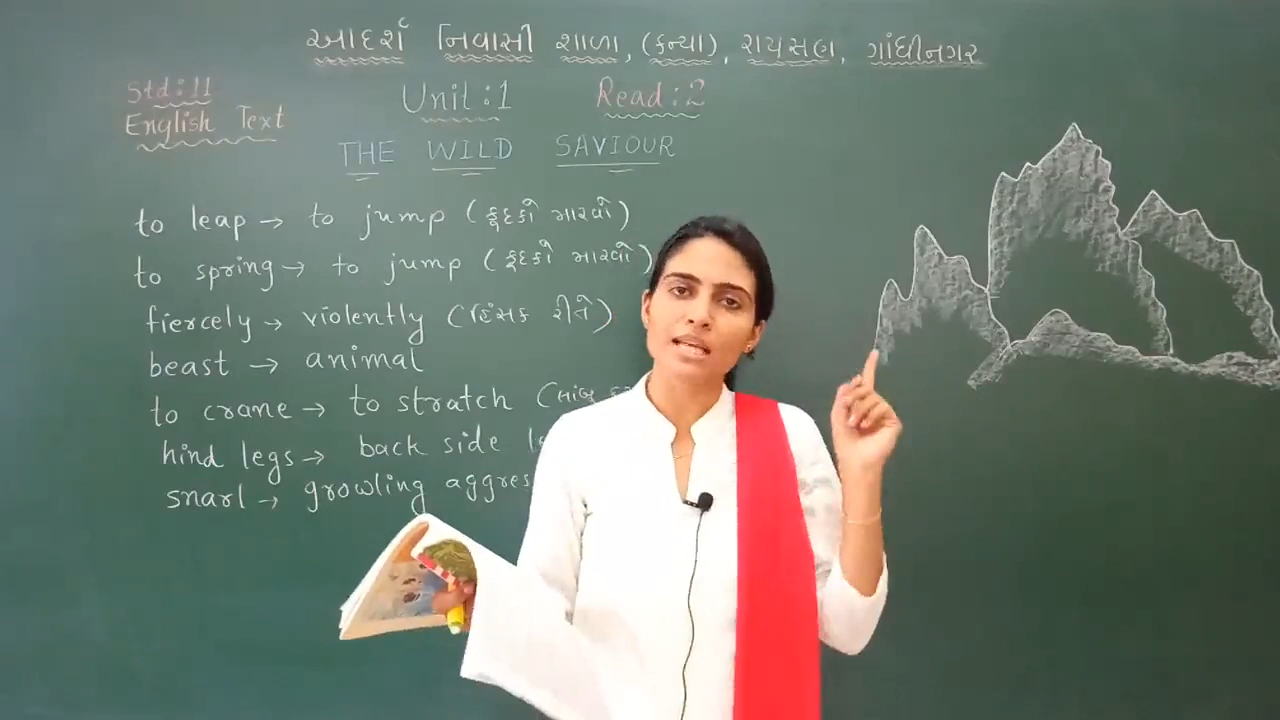 આદર્શ નિવાસી શાળા, (કન્યા), રાયસણ, ગાંધીનગર
Std:11 Unit:1 Read:2
English Text
THE WILD SAVIOUR
to leap → to jump (કૂદકો મારવો)
to spring → to jump (કૂદકો મારવો)
fiercely → violently (હિંસક રીતે)
beast → animal
to crane → to stratch (લાંબુ
hind legs → back side
snarl → growling aggres